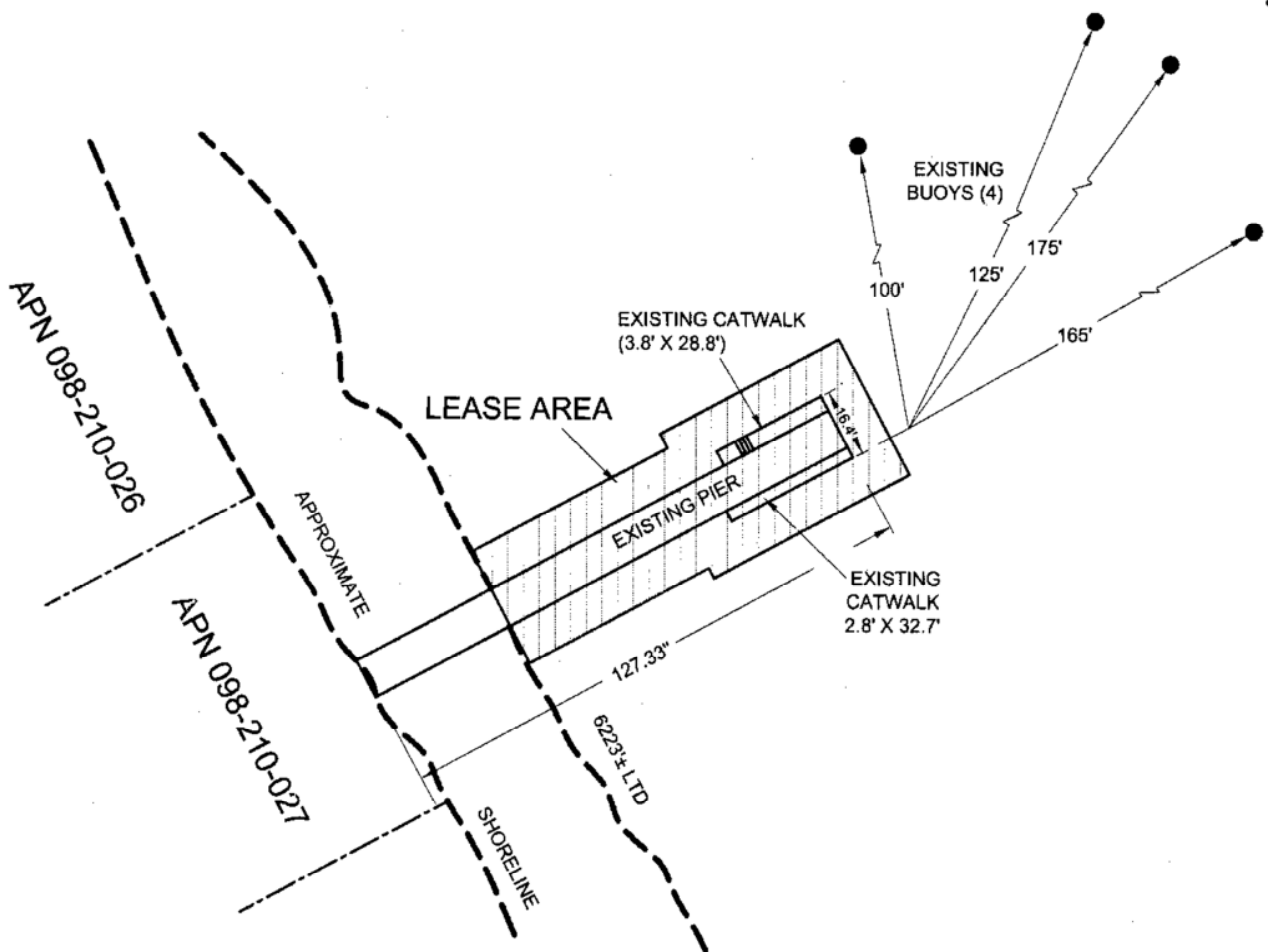 EXISTING
BUOYS (4)
100'
125'
175'
165'
EXISTING CATWALK
(3.8' X 28.8')
LEASE AREA
16.4'
EXISTING PIER
EXISTING
CATWALK
2.8' X 32.7'
127.33"
APN 098-210-026
APPROXIMATE
APN 098-210-027
6223'± LTD
SHORELINE